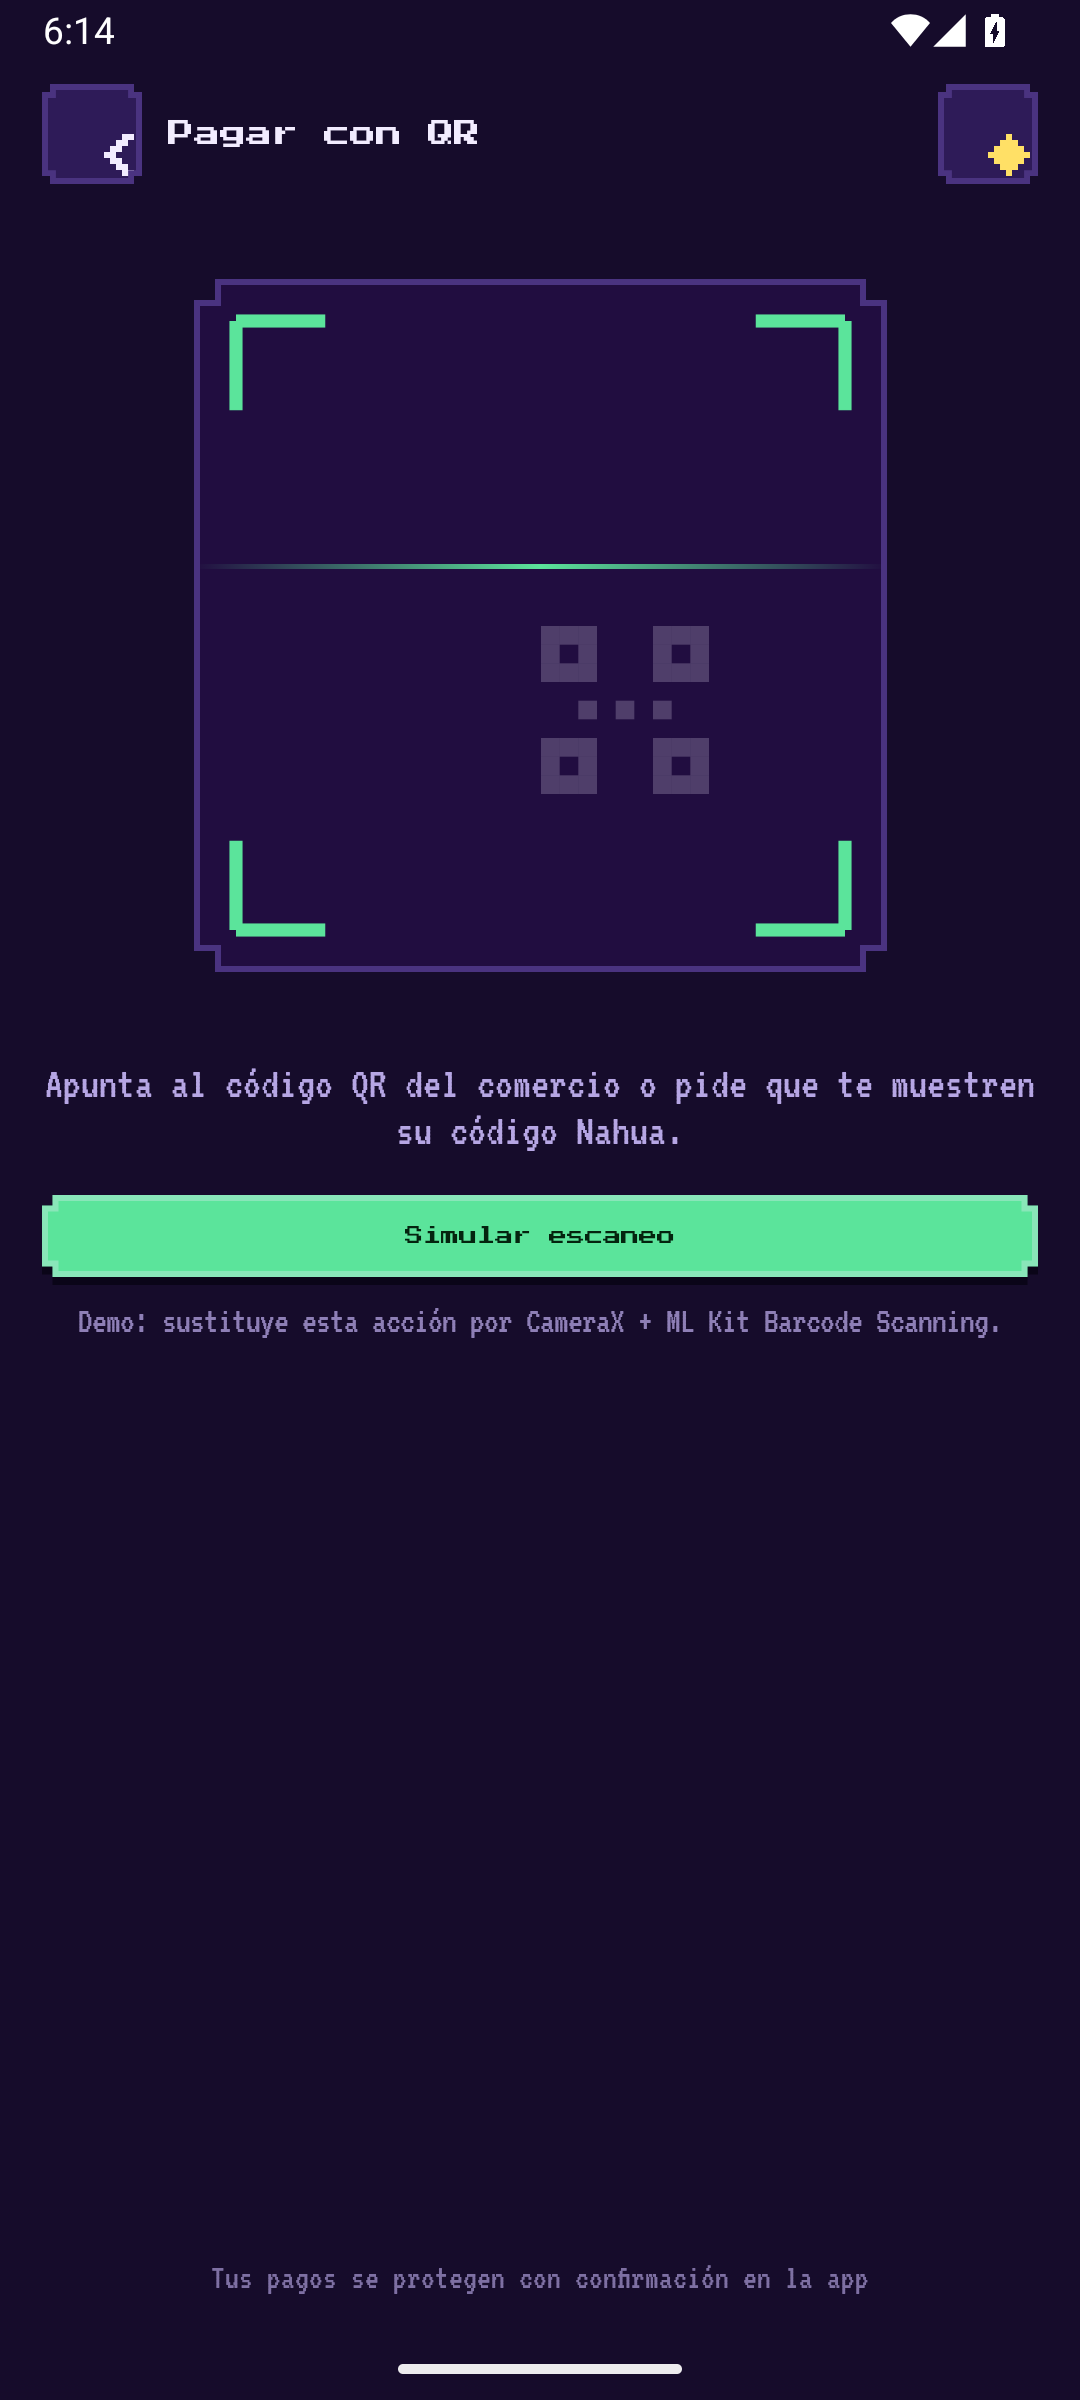 6:14
Pagar con QR
Apunta al código QR del comercio o pide que te muestren
su código Nahua.
Simular escaneo
Demo: sustituye esta acción por CameraX + ML Kit Barcode Scanning.
Tus pagos se protegen con confirmación en la app